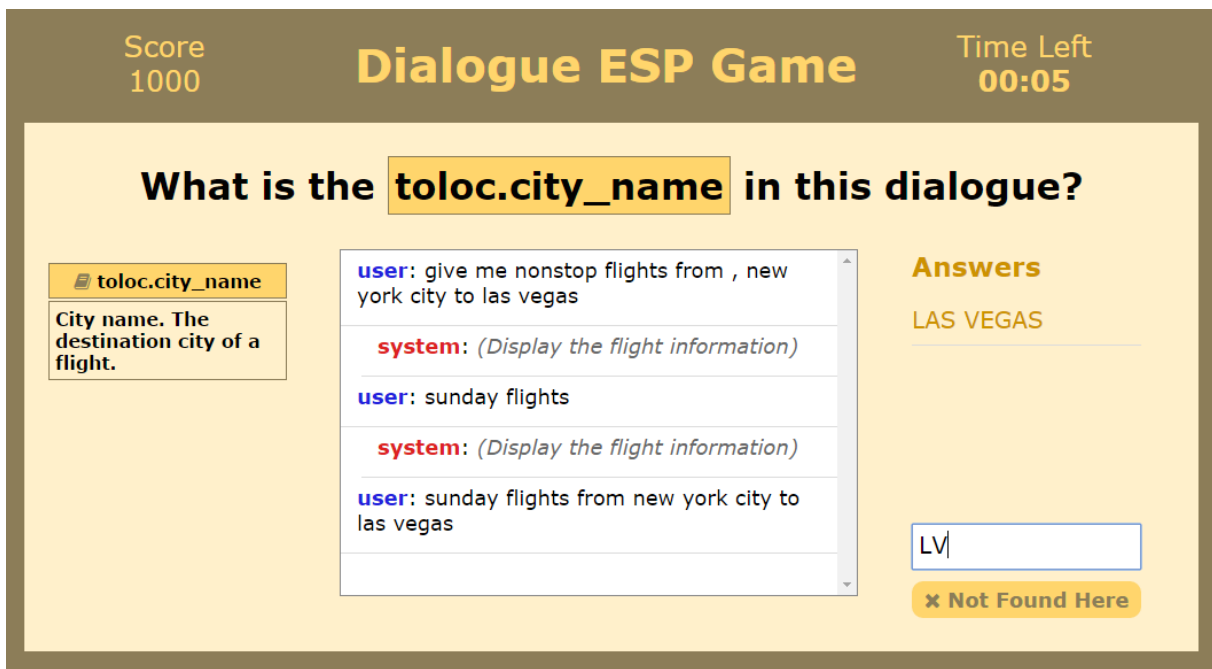 Score
1000
Dialogue ESP Game
Time Left
00:05
What is the toloc.city_name in this dialogue?
toloc.city_name
City name. The
destination city of a
flight.
user: give me nonstop flights from , new
york city to las vegas
system: (Display the flight information)
user: sunday flights
system: (Display the flight information)
user: sunday flights from new york city to
las vegas
Answers
LAS VEGAS
LV
Not Found Here